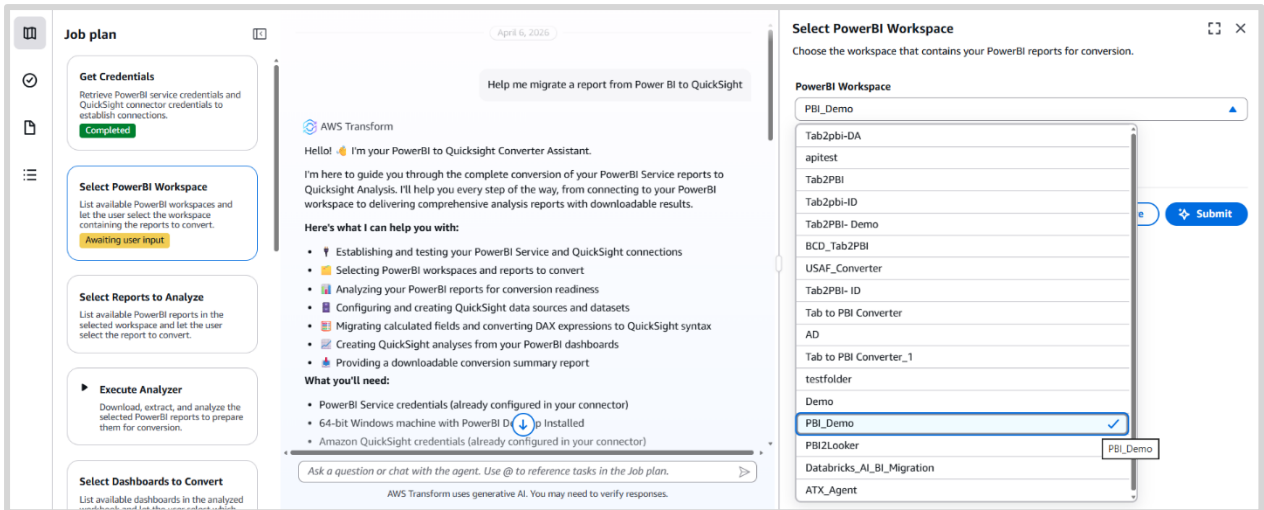 Job plan
Get Credentials
Retrieve PowerBI service credentials and
QuickSight connector credentials to
establish connections.
Completed
Select PowerBI Workspace
List available PowerBI workspaces and
let the user select the workspace
containing the reports to convert.
Awaiting user input
Select Reports to Analyze
List available PowerBI reports in the
selected workspace and let the user
select the report to convert.
Execute Analyzer
Download, extract, and analyze the
selected PowerBI reports to prepare
them for conversion.
Select Dashboards to Convert
List available dashboards in the analyzed
workbook and let the user select which
April 6, 2026
Help me migrate a report from Power BI to QuickSight
AWS Transform
Hello! I'm your PowerBI to Quicksight Converter Assistant.
I'm here to guide you through the complete conversion of your PowerBI Service reports to
Quicksight Analysis. I'll help you every step of the way, from connecting to your PowerBI
workspace to delivering comprehensive analysis reports with downloadable results.
Here's what I can help you with:
• Establishing and testing your PowerBI Service and QuickSight connections
• Selecting PowerBI workspaces and reports to convert
• Analyzing your PowerBI reports for conversion readiness
• Configuring and creating QuickSight data sources and datasets
• Migrating calculated fields and converting DAX expressions to QuickSight syntax
• Creating QuickSight analyses from your PowerBI dashboards
• Providing a downloadable conversion summary report
What you'll need:
• PowerBI Service credentials (already configured in your connector)
• 64-bit Windows machine with PowerBI De p Installed
• Amazon QuickSight credentials (already configured in your connector)
Ask a question or chat with the agent. Use @ to reference tasks in the Job plan.
AWS Transform uses generative AI. You may need to verify responses.
Select PowerBI Workspace
Choose the workspace that contains your PowerBI reports for conversion.
PowerBI Workspace
PBI_Demo
Tab2pbi-DA
apitest
Tab2PBI
Tab2pbi-ID
Tab2PBI- Demo
BCD_Tab2PBI
USAF_Converter
Tab2PBI- ID
Tab to PBI Converter
AD
Tab to PBI Converter_1
testfolder
Demo
PBI_Demo
PBI2Looker
Databricks_AI_BI_Migration
ATX_Agent
PBI_Demo
e
Submit